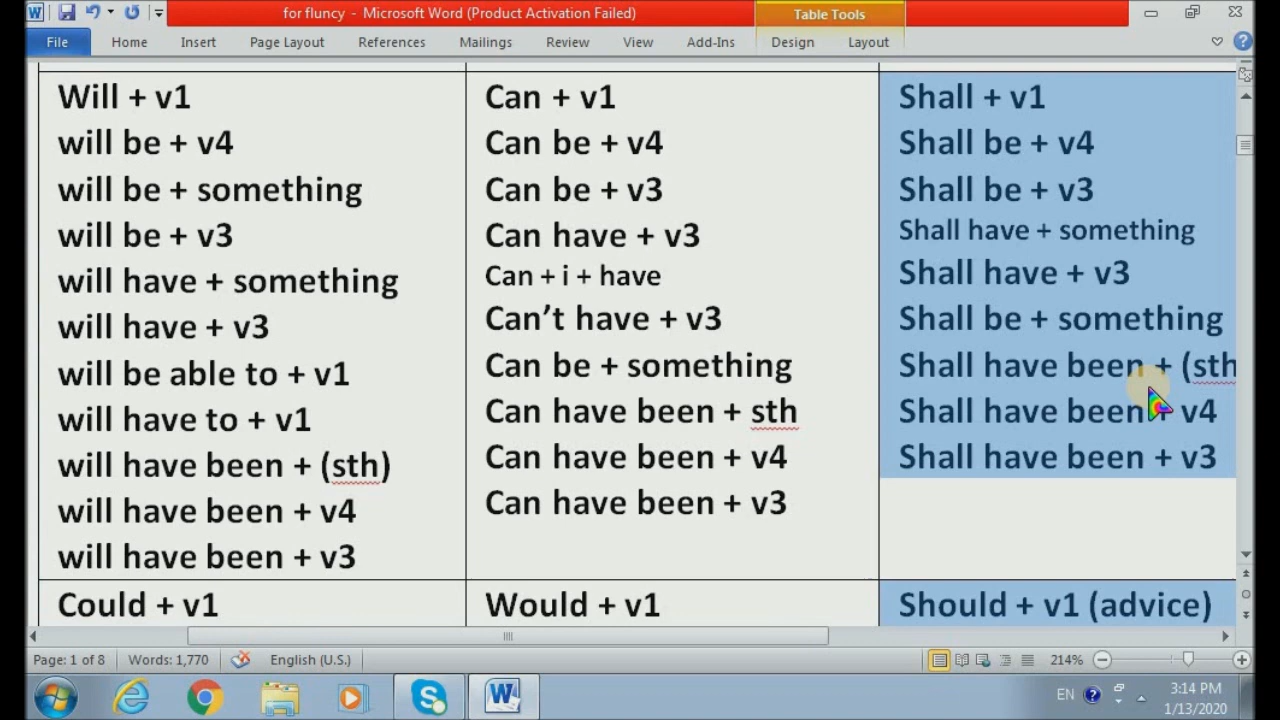 for fluncy - Microsoft Word (Product Activation Failed)
Table Tools
File
Home
Insert
Page Layout
References
Mailings
Review
View
Add-Ins
Design
Layout
Will + v1
will be + v4
will be + something
will be + v3
will have + something
will have + v3
will be able to + v1
will have to + v1
will have been + (sth)
will have been + v4
will have been + v3
Can + v1
Can be + v4
Can be + v3
Can have + v3
Can + i + have
Can’t have + v3
Can be + something
Can have been + sth
Can have been + v4
Can have been + v3
Shall + v1
Shall be + v4
Shall be + v3
Shall have + something
Shall have + v3
Shall be + something
Shall have been + (sth
Shall have been + v4
Shall have been + v3
Could + v1
Would + v1
Should + v1 (advice)
Page: 1 of 8
Words: 1,770
English (U.S.)
214%
EN
3:14 PM
1/13/2020